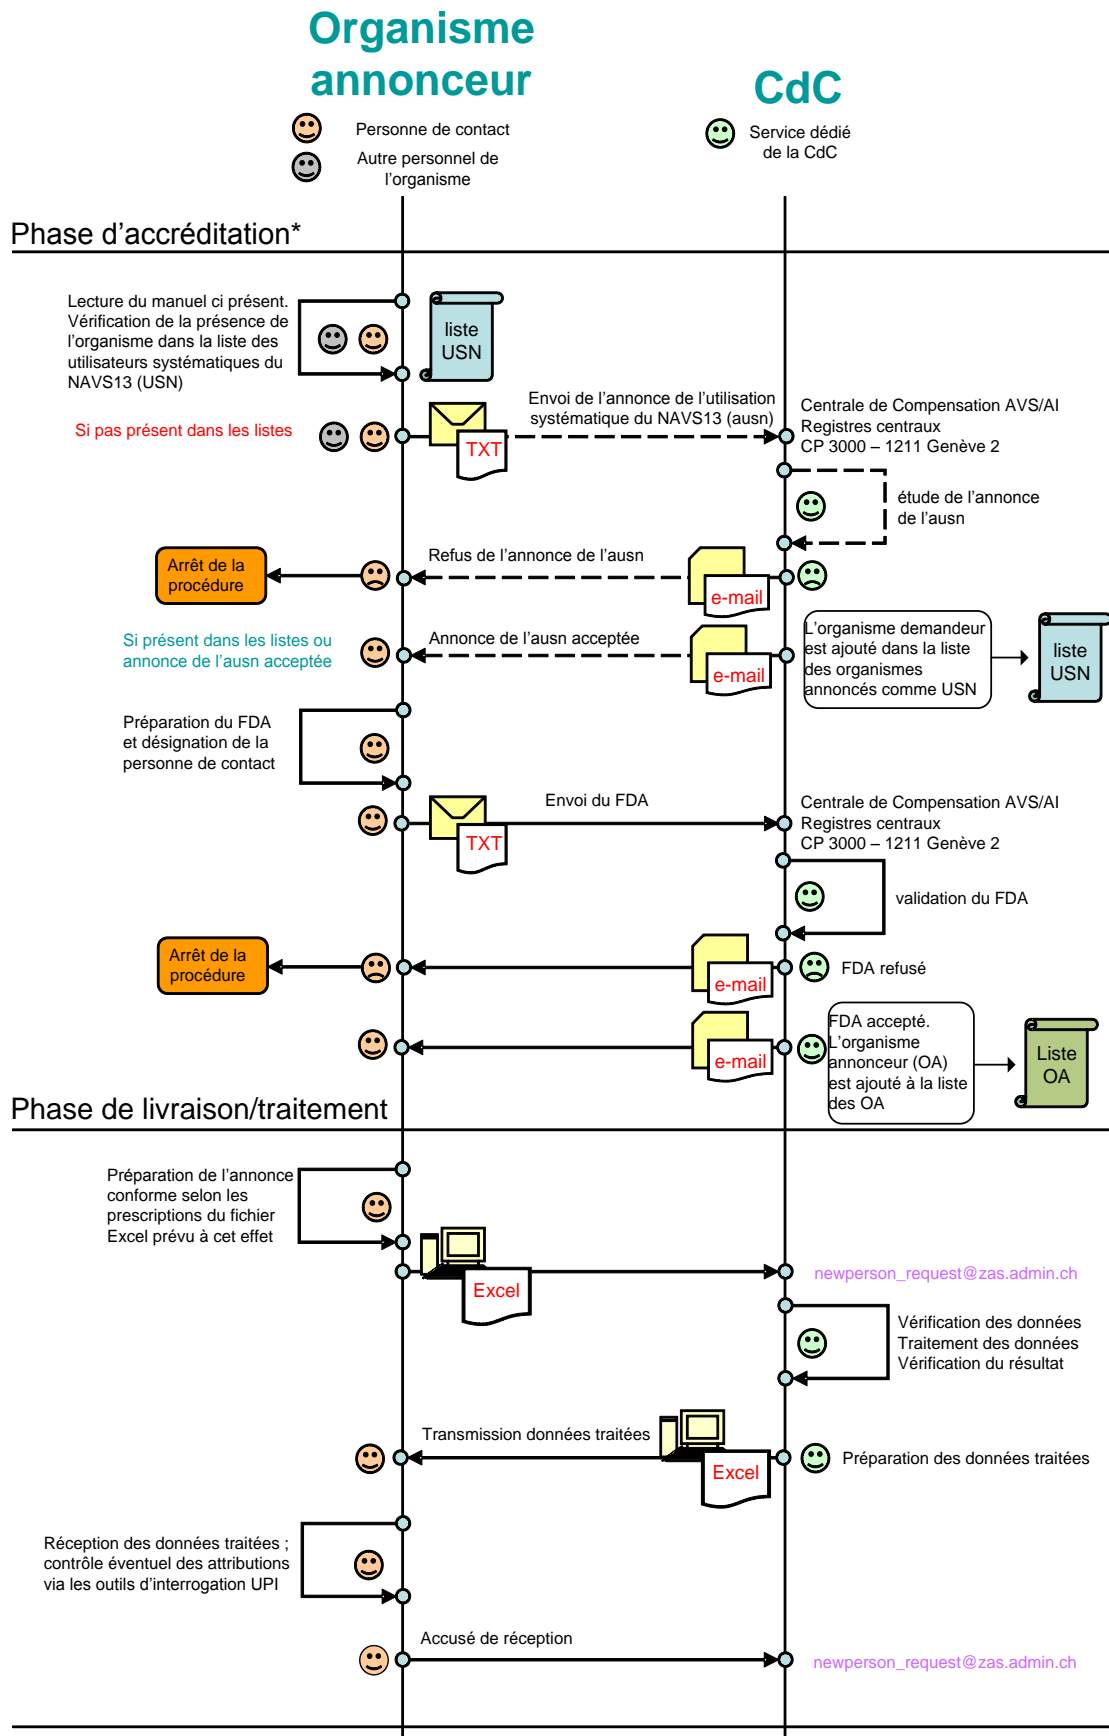 Organisme
annonceur
CdC
Personne de contact
Autre personnel de
l’organisme
Service dédié
de la CdC
Phase d’accréditation*
Lecture du manuel ci présent.
Vérification de la présence de
l’organisme dans la liste des
utilisateurs systématiques du
NAVS13 (USN)
liste
USN
Si pas présent dans les listes
TXT
Envoi de l’annonce de l’utilisation
systématique du NAVS13 (ausn)
Centrale de Compensation AVS/AI
Registres centraux
CP 3000 – 1211 Genève 2
étude de l’annonce
de l’ausn
Arrêt de la
procédure
Refus de l’annonce de l’ausn
e-mail
Si présent dans les listes ou
annonce de l’ausn acceptée
Annonce de l’ausn acceptée
e-mail
L’organisme demandeur
est ajouté dans la liste
des organismes
annoncés comme USN
liste
USN
Préparation du FDA
et désignation de la
personne de contact
TXT
Envoi du FDA
Centrale de Compensation AVS/AI
Registres centraux
CP 3000 – 1211 Genève 2
validation du FDA
Arrêt de la
procédure
e-mail
FDA refusé
e-mail
FDA accepté.
L’organisme
annonceur (OA)
est ajouté à la liste
des OA
Liste
OA
Phase de livraison/traitement
Préparation de l’annonce
conforme selon les
prescriptions du fichier
Excel prévu à cet effet
Excel
newperson_request@zas.admin.ch
Vérification des données
Traitement des données
Vérification du résultat
Transmission données traitées
Excel
Préparation des données traitées
Réception des données traitées ;
contrôle éventuel des attributions
via les outils d’interrogation UPI
Accusé de réception
newperson_request@zas.admin.ch